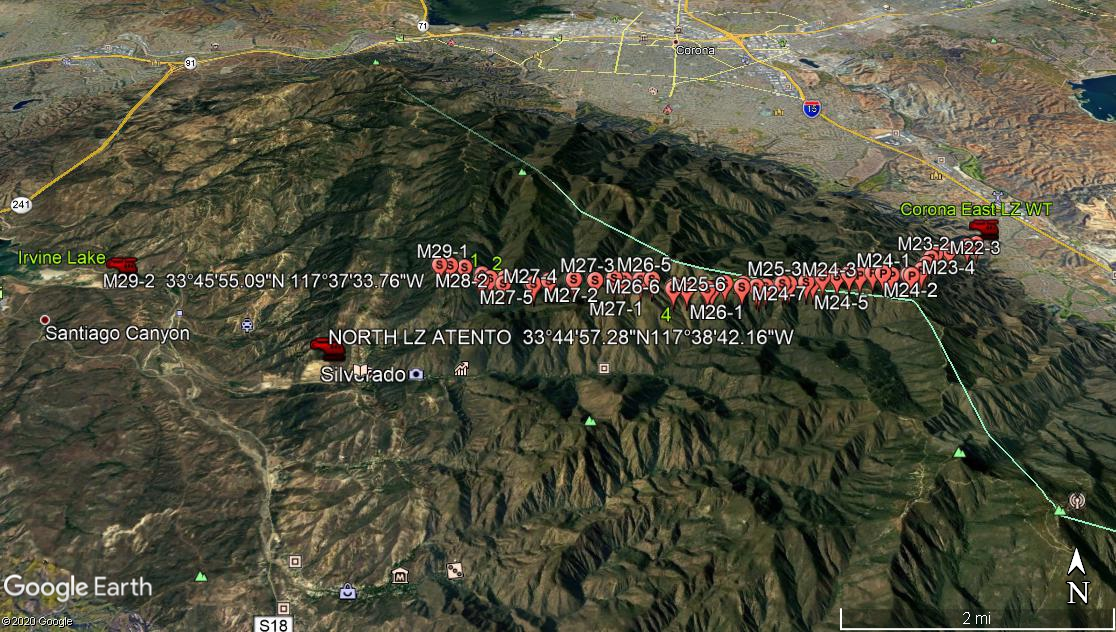 71
Corona
91
15
241
Corona East LZ WT
Irvine Lake
M29-1
1
2
M23-2
M22-3
M29-2 33°45'55.09"N 117°37'33.76"W
M28-2
M27-4
M27-3
M26-5
M25-3
M24-3
M24-1
M23-4
M27-5
M27-2
M26-6
M25-6
M24-7
M24-5
M24-2
M27-1
4
M26-1
Santiago Canyon
NORTH LZ ATENTO 33°44'57.28"N117°38'42.16"W
Silverado
Google Earth
N
©2020 Google
S18
2 mi